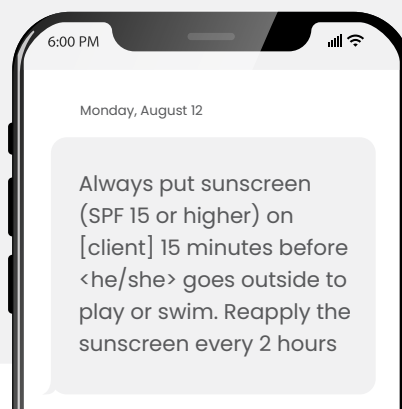 6:00 PM
Monday, August 12
Always put sunscreen
(SPF 15 or higher) on
[client] 15 minutes before
<he/she> goes outside to
play or swim. Reapply the
sunscreen every 2 hours